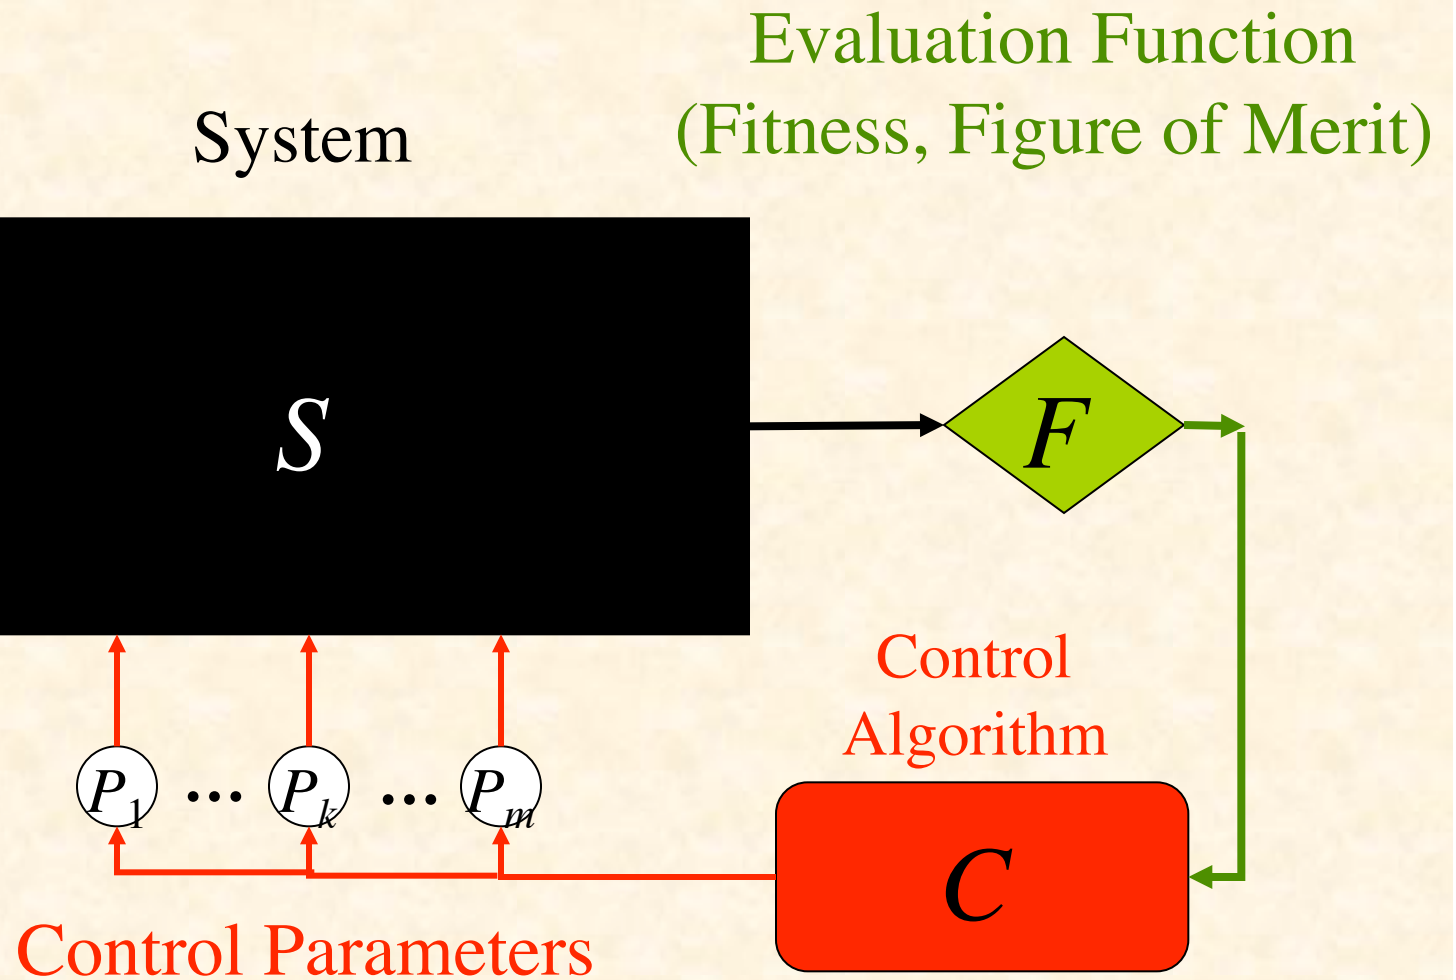 Evaluation Function
(Fitness, Figure of Merit)
System
S
F
Control
Algorithm
P1 ... Pk ... Pm
C
Control Parameters